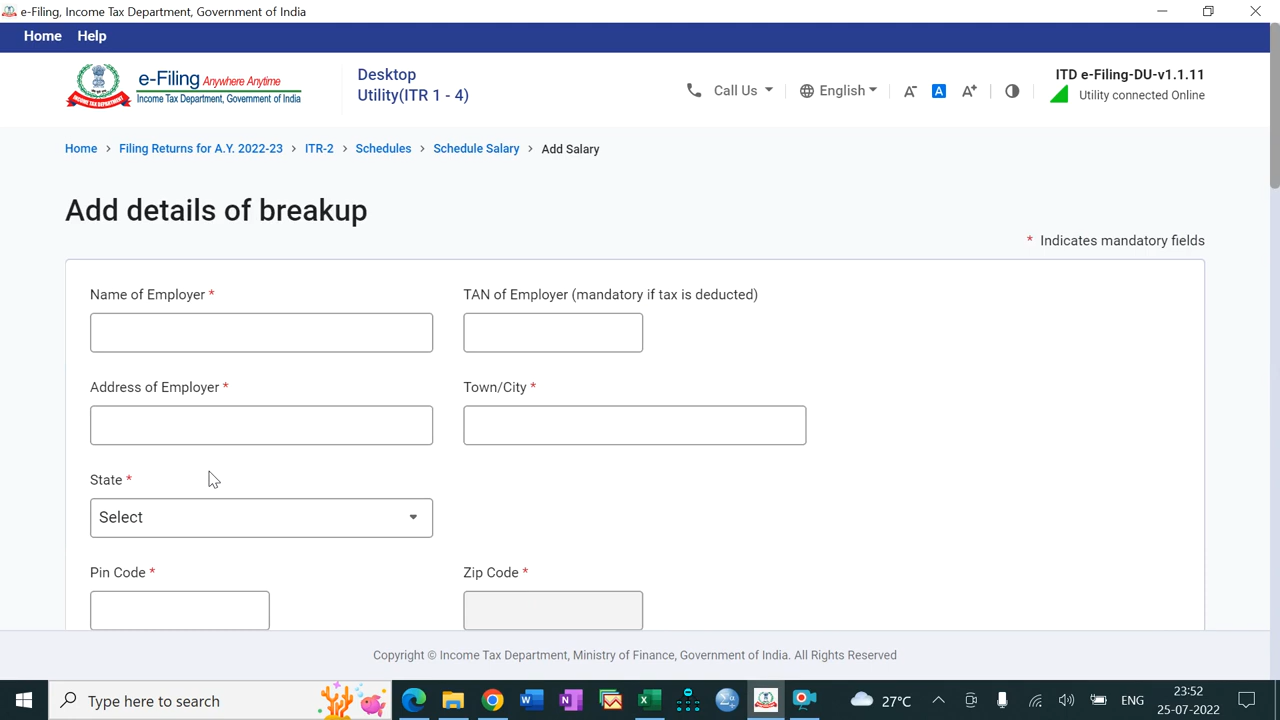 e-Filing, Income Tax Department, Government of India
Home Help
e-Filing Anywhere Anytime
Income Tax Department, Government of India
Desktop
Utility(ITR 1 - 4)
Call Us
English
A-
A
A+
ITD e-Filing-DU-v1.1.11
Utility connected Online
Home > Filing Returns for A.Y. 2022-23 > ITR-2 > Schedules > Schedule Salary > Add Salary
Add details of breakup
* Indicates mandatory fields
Name of Employer *
TAN of Employer (mandatory if tax is deducted)
Address of Employer *
Town/City *
State *
Select
Pin Code *
Zip Code *
Copyright © Income Tax Department, Ministry of Finance, Government of India. All Rights Reserved
Type here to search
27°C
ENG
23:52
25-07-2022